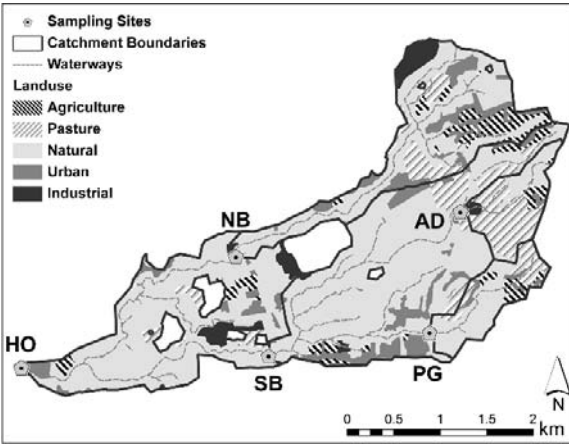 Sampling Sites
Catchment Boundaries
Waterways
Landuse
Agriculture
Pasture
Natural
Urban
Industrial
NB
AD
HO
SB
PG
N
0 0.5 1 1.5 2
km